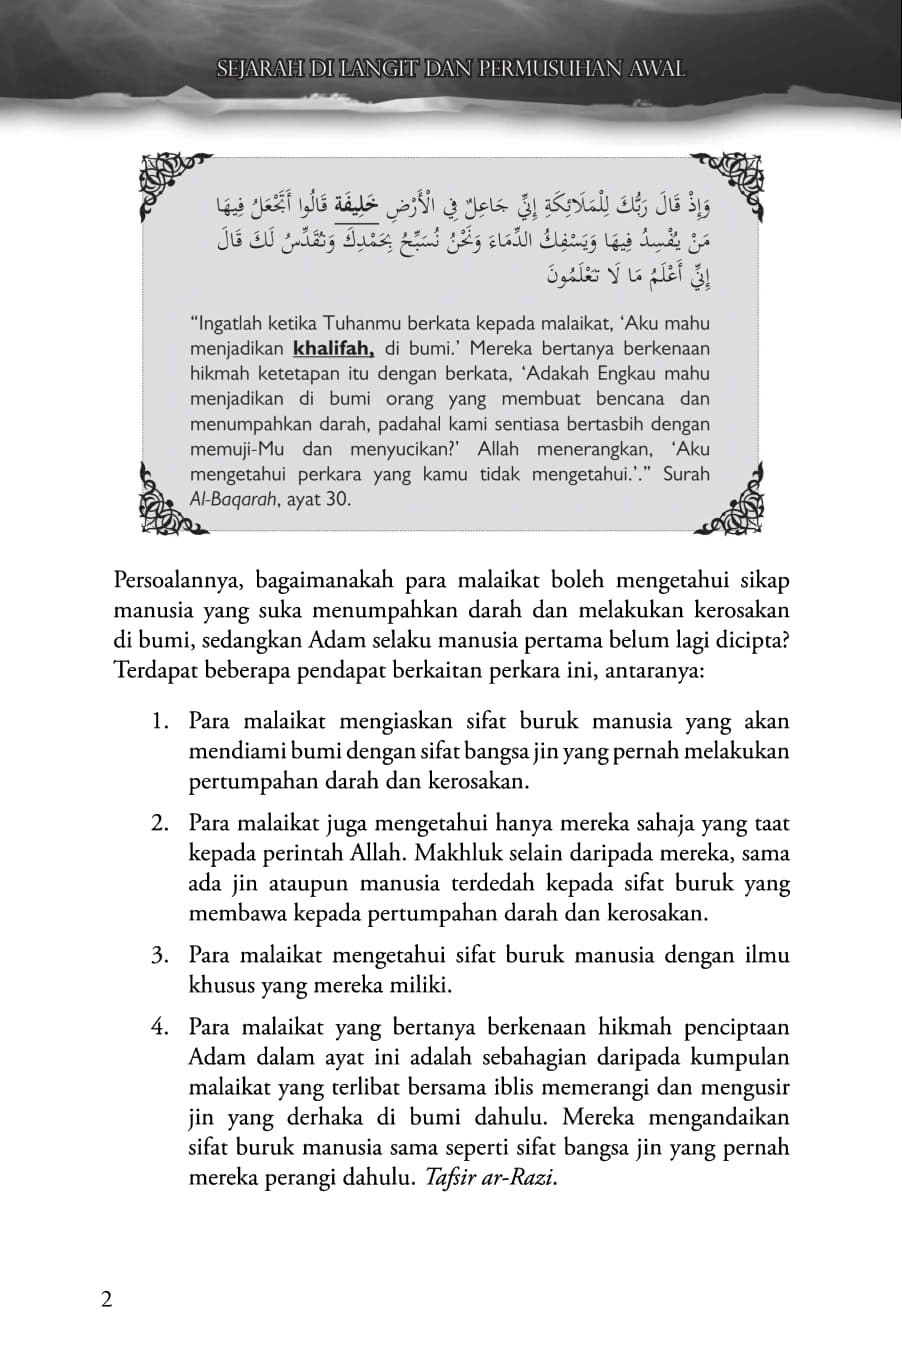 SEJARAH DI LANGIT DAN PERMUSUHAN AWAL
وَإِذْ قَالَ رَبُّكَ لِلْمَلَائِكَةِ إِنِّي جَاعِلٌ فِي الْأَرْضِ خَلِيفَة قَالُوا أَتَجْعَلُ فِيهَا
مَنْ يُفْسِدُ فِيهَا وَيَسْفِكُ الدِّمَاءَ وَنَحْنُ نُسَبِّحُ بِحَمْدِكَ وَنُقَدِّسُ لَكَ قَالَ
إِنِّي أَعْلَمُ مَا لَا تَعْلَمُونَ
“Ingatlah ketika Tuhanmu berkata kepada malaikat, ‘Aku mahu
menjadikan khalifah, di bumi.’ Mereka bertanya berkenaan
hikmah ketetapan itu dengan berkata, ‘Adakah Engkau mahu
menjadikan di bumi orang yang membuat bencana dan
menumpahkan darah, padahal kami sentiasa bertasbih dengan
memuji-Mu dan menyucikan?’ Allah menerangkan, ‘Aku
mengetahui perkara yang kamu tidak mengetahui.’.” Surah
Al-Baqarah, ayat 30.
Persoalannya, bagaimanakah para malaikat boleh mengetahui sikap
manusia yang suka menumpahkan darah dan melakukan kerosakan
di bumi, sedangkan Adam selaku manusia pertama belum lagi dicipta?
Terdapat beberapa pendapat berkaitan perkara ini, antaranya:
1. Para malaikat mengiaskan sifat buruk manusia yang akan
mendiami bumi dengan sifat bangsa jin yang pernah melakukan
pertumpahan darah dan kerosakan.
2. Para malaikat juga mengetahui hanya mereka sahaja yang taat
kepada perintah Allah. Makhluk selain daripada mereka, sama
ada jin ataupun manusia terdedah kepada sifat buruk yang
membawa kepada pertumpahan darah dan kerosakan.
3. Para malaikat mengetahui sifat buruk manusia dengan ilmu
khusus yang mereka miliki.
4. Para malaikat yang bertanya berkenaan hikmah penciptaan
Adam dalam ayat ini adalah sebahagian daripada kumpulan
malaikat yang terlibat bersama iblis memerangi dan mengusir
jin yang derhaka di bumi dahulu. Mereka mengandaikan
sifat buruk manusia sama seperti sifat bangsa jin yang pernah
mereka perangi dahulu. Tafsir ar-Razi.
2